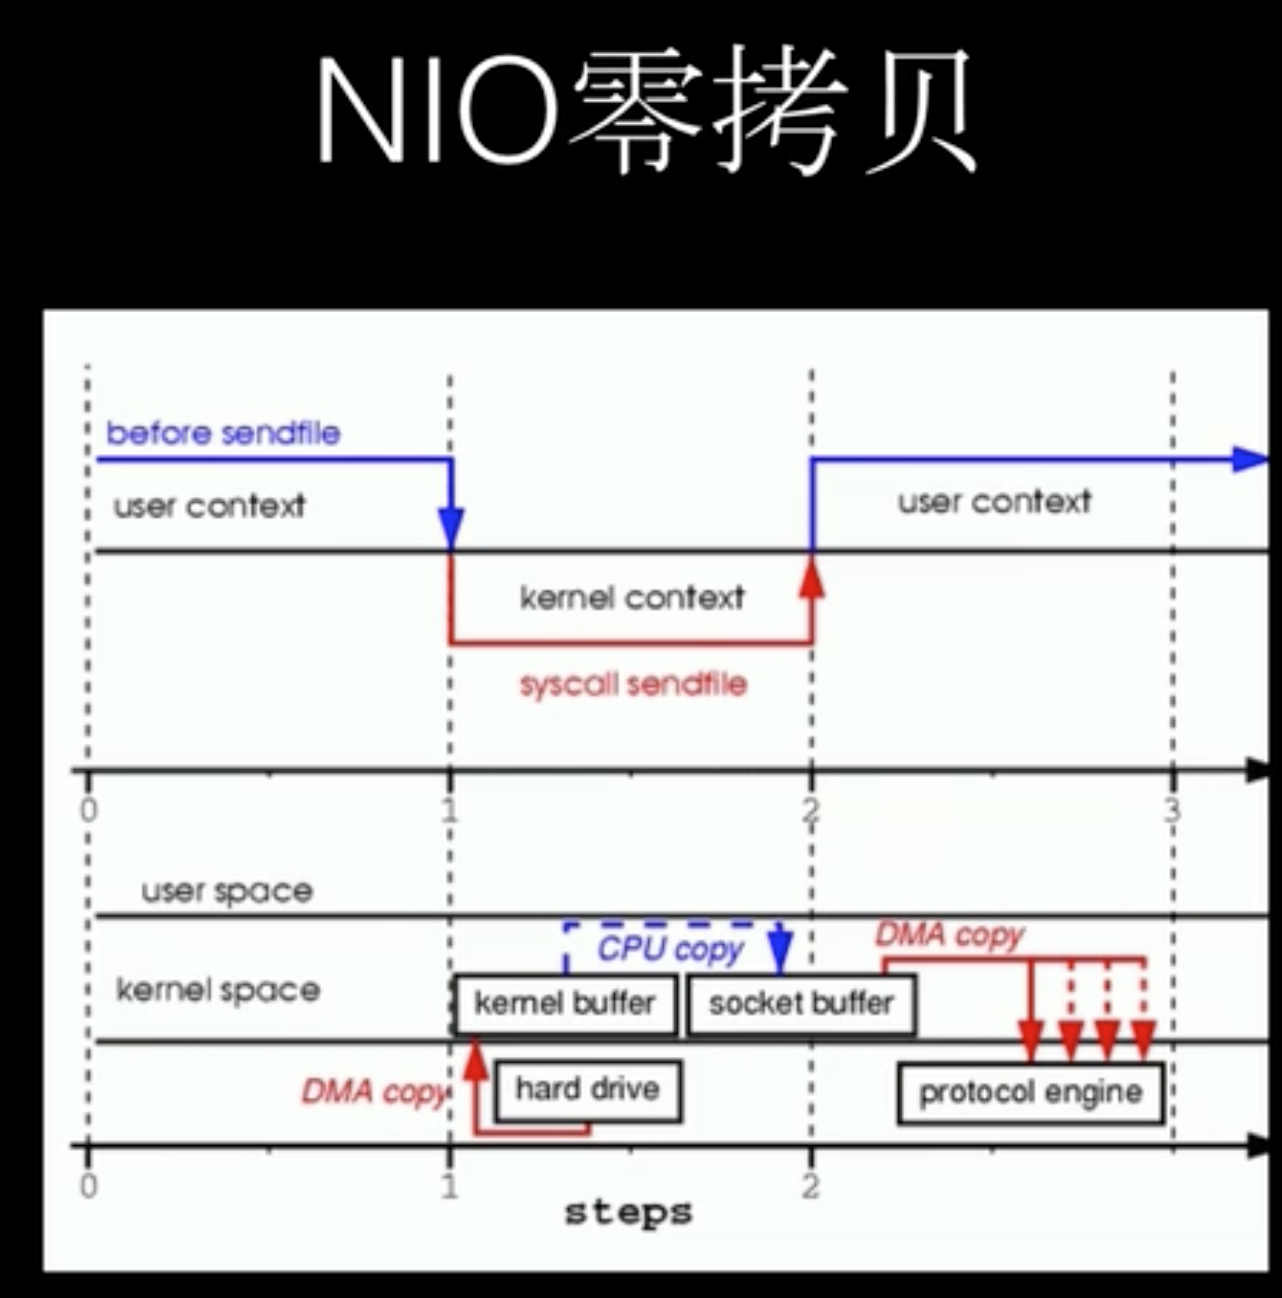 NIO零拷贝
before sendfile
user context
user context
kernel context
syscall sendfile
0 1 2 3
user space
CPU copy
DMA copy
kernel space
kernel buffer
socket buffer
DMA copy
hard drive
protocol engine
0 1 2
steps